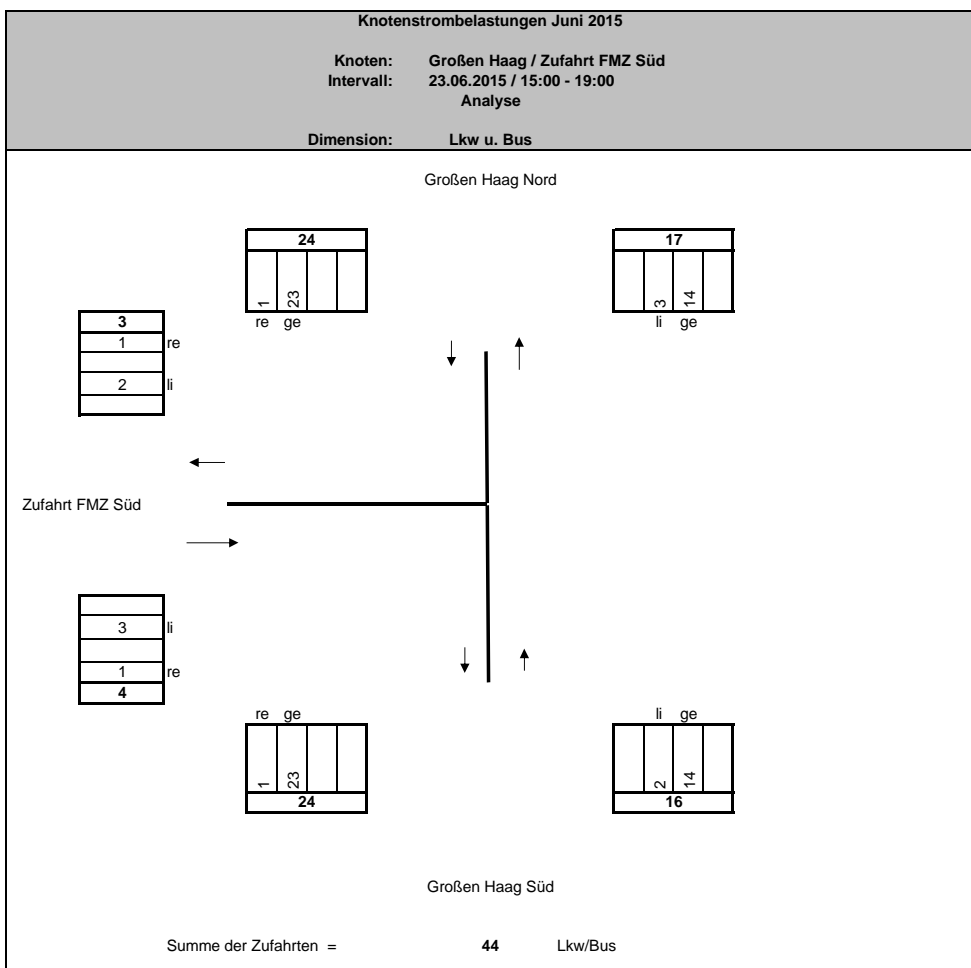 Knotenstrombelastungen Juni 2015
Knoten: Großen Haag / Zufahrt FMZ Süd
Intervall: 23.06.2015 / 15:00 - 19:00
Analyse
Dimension: Lkw u. Bus
Großen Haag Nord
24
1 23
re ge
17
3 14
li ge
3
1 re
2 li
Zufahrt FMZ Süd
3 li
1 re
4
re ge
1 23
24
li ge
2 14
16
Großen Haag Süd
Summe der Zufahrten = 44 Lkw/Bus